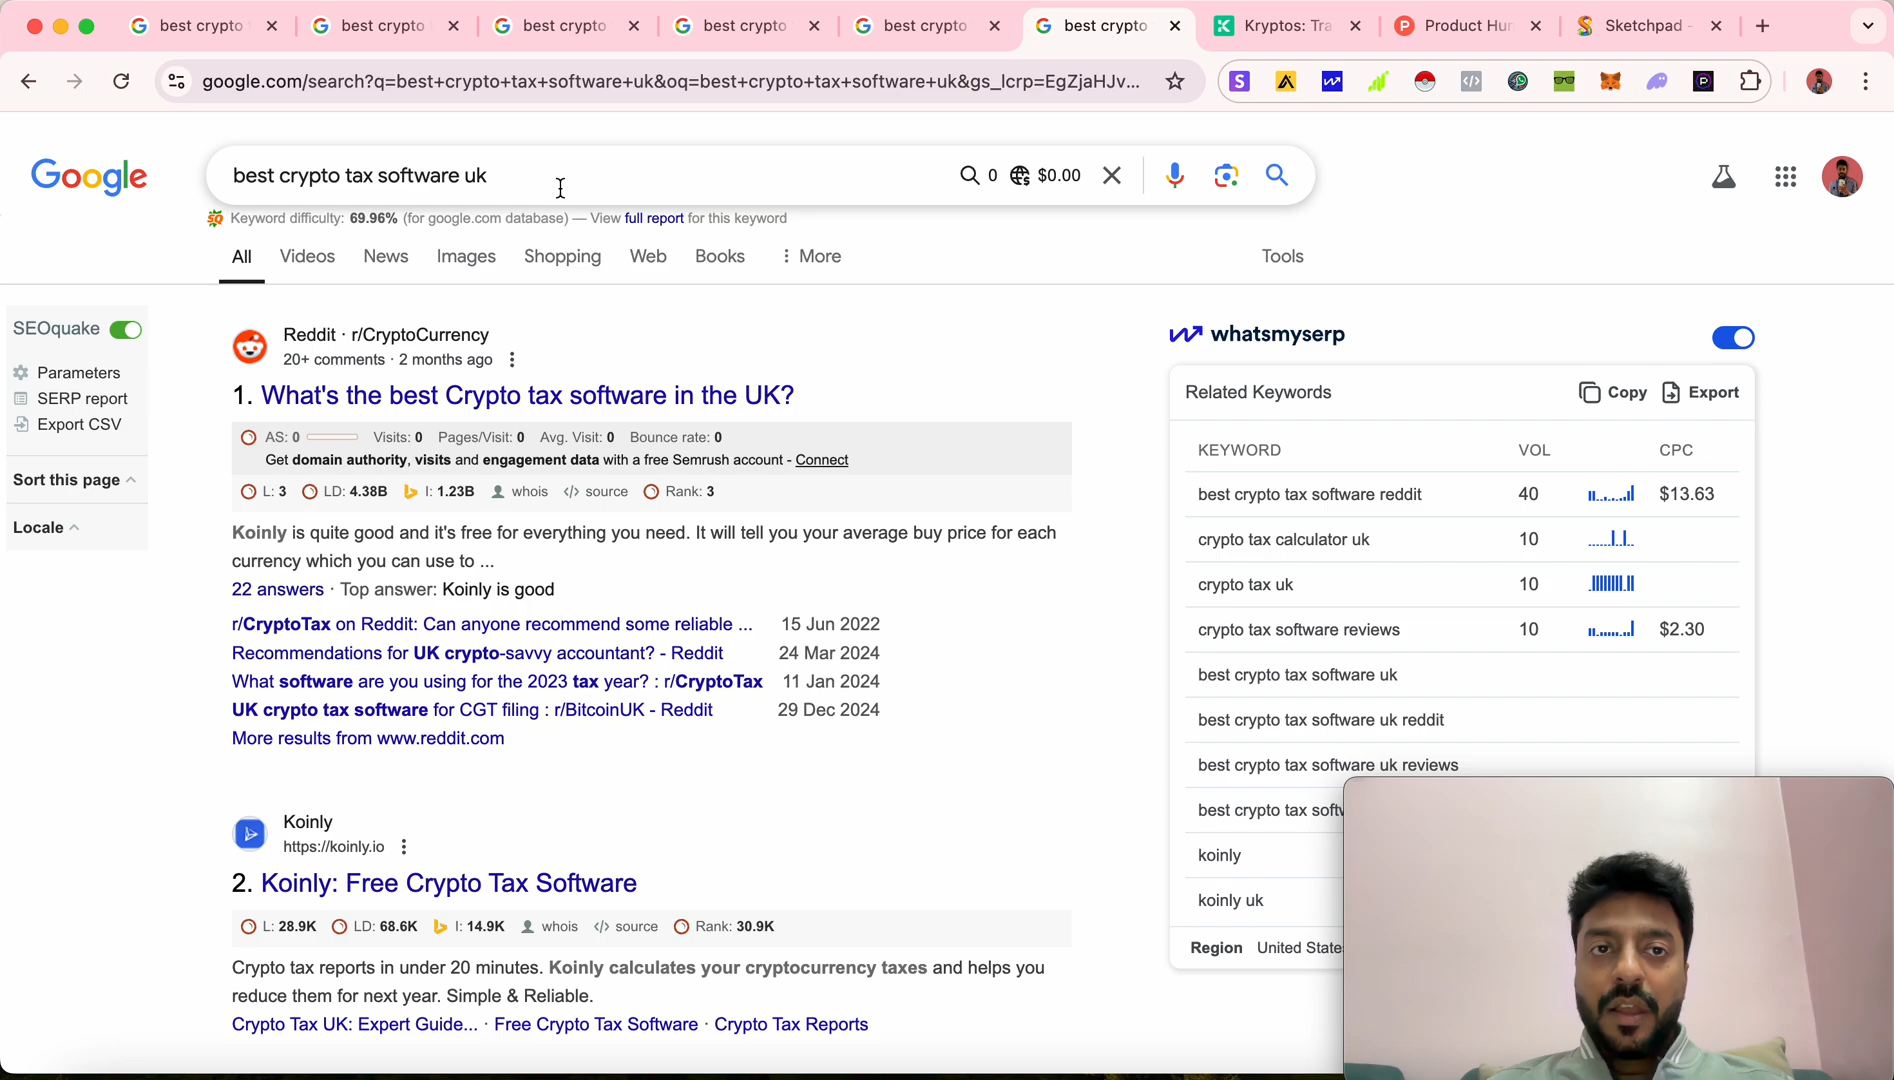 best crypto
best crypto
best crypto
best crypto
best crypto
best crypto
Kryptos: Tra
Product Hun
Sketchpad -
google.com/search?q=best+crypto+tax+software+uk&oq=best+crypto+tax+software+uk&gs_lcrp=EgZjaHJv...
Google
best crypto tax software uk
0
$0.00
Keyword difficulty: 69.96% (for google.com database) — View full report for this keyword
All
Videos
News
Images
Shopping
Web
Books
More
Tools
SEOquake
Parameters
SERP report
Export CSV
Sort this page
Locale
Reddit · r/CryptoCurrency
20+ comments · 2 months ago
1. What's the best Crypto tax software in the UK?
AS: 0 Visits: 0 Pages/Visit: 0 Avg. Visit: 0 Bounce rate: 0
Get domain authority, visits and engagement data with a free Semrush account - Connect
L: 3 LD: 4.38B I: 1.23B whois source Rank: 3
Koinly is quite good and it's free for everything you need. It will tell you your average buy price for each
currency which you can use to ...
22 answers · Top answer: Koinly is good
r/CryptoTax on Reddit: Can anyone recommend some reliable ... 15 Jun 2022
Recommendations for UK crypto-savvy accountant? - Reddit 24 Mar 2024
What software are you using for the 2023 tax year? : r/CryptoTax 11 Jan 2024
UK crypto tax software for CGT filing : r/BitcoinUK - Reddit 29 Dec 2024
More results from www.reddit.com
Koinly
https://koinly.io
2. Koinly: Free Crypto Tax Software
L: 28.9K LD: 68.6K I: 14.9K whois source Rank: 30.9K
Crypto tax reports in under 20 minutes. Koinly calculates your cryptocurrency taxes and helps you
reduce them for next year. Simple & Reliable.
Crypto Tax UK: Expert Guide... · Free Crypto Tax Software · Crypto Tax Reports
whatsmyserp
Related Keywords
Copy
Export
KEYWORD VOL CPC
best crypto tax software reddit 40 $13.63
crypto tax calculator uk 10
crypto tax uk 10
crypto tax software reviews 10 $2.30
best crypto tax software uk
best crypto tax software uk reddit
best crypto tax software uk reviews
best crypto tax softw
koinly
koinly uk
Region United States